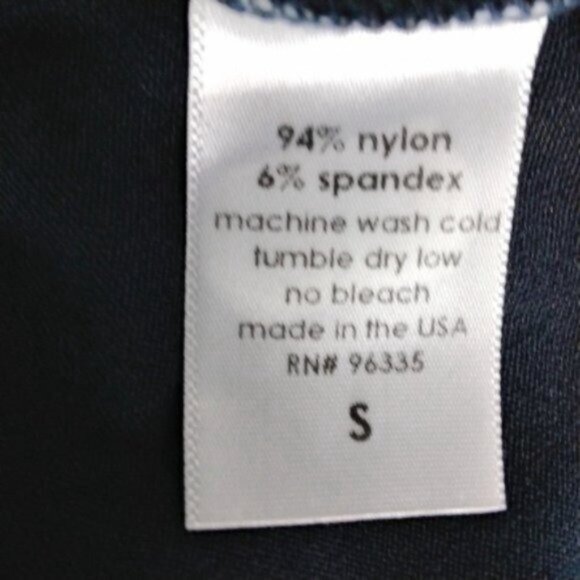 94% nylon
6% spandex
machine wash cold
tumble dry low
no bleach
made in the USA
RN# 96335
S